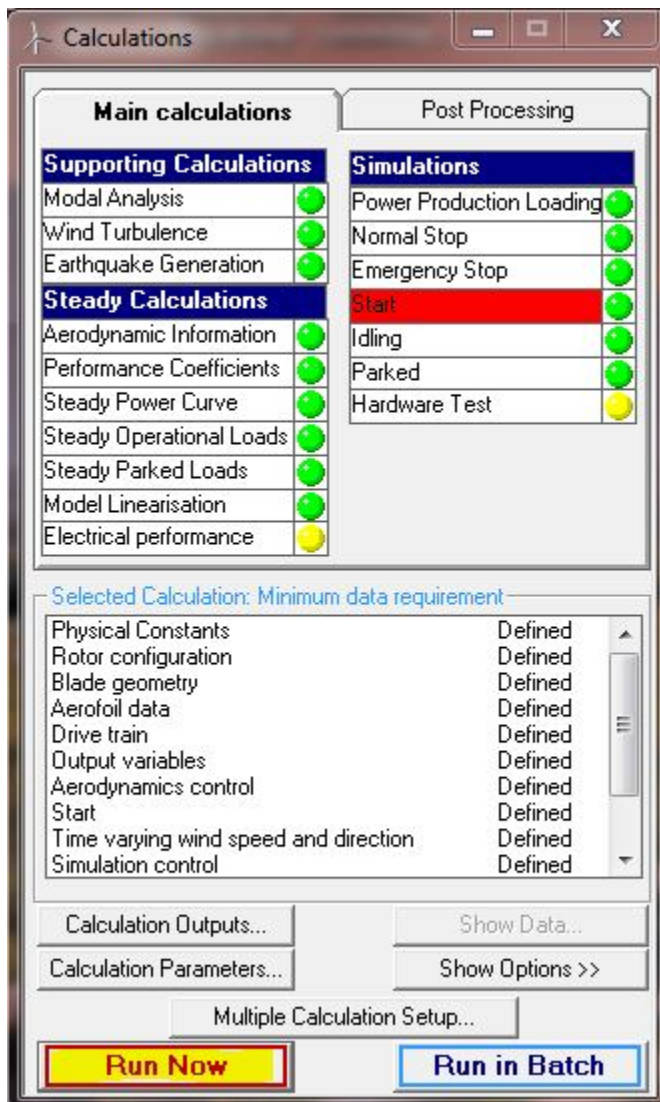 Calculations
Main calculations
Post Processing
Supporting Calculations
Modal Analysis
Wind Turbulence
Earthquake Generation
Steady Calculations
Aerodynamic Information
Performance Coefficients
Steady Power Curve
Steady Operational Loads
Steady Parked Loads
Model Linearisation
Electrical performance
Simulations
Power Production Loading
Normal Stop
Emergency Stop
Start
Idling
Parked
Hardware Test
Selected Calculation: Minimum data requirement
Physical Constants Defined
Rotor configuration Defined
Blade geometry Defined
Aerofoil data Defined
Drive train Defined
Output variables Defined
Aerodynamics control Defined
Start Defined
Time varying wind speed and direction Defined
Simulation control Defined
Calculation Outputs...
Show Data...
Calculation Parameters...
Show Options >>
Multiple Calculation Setup...
Run Now
Run in Batch